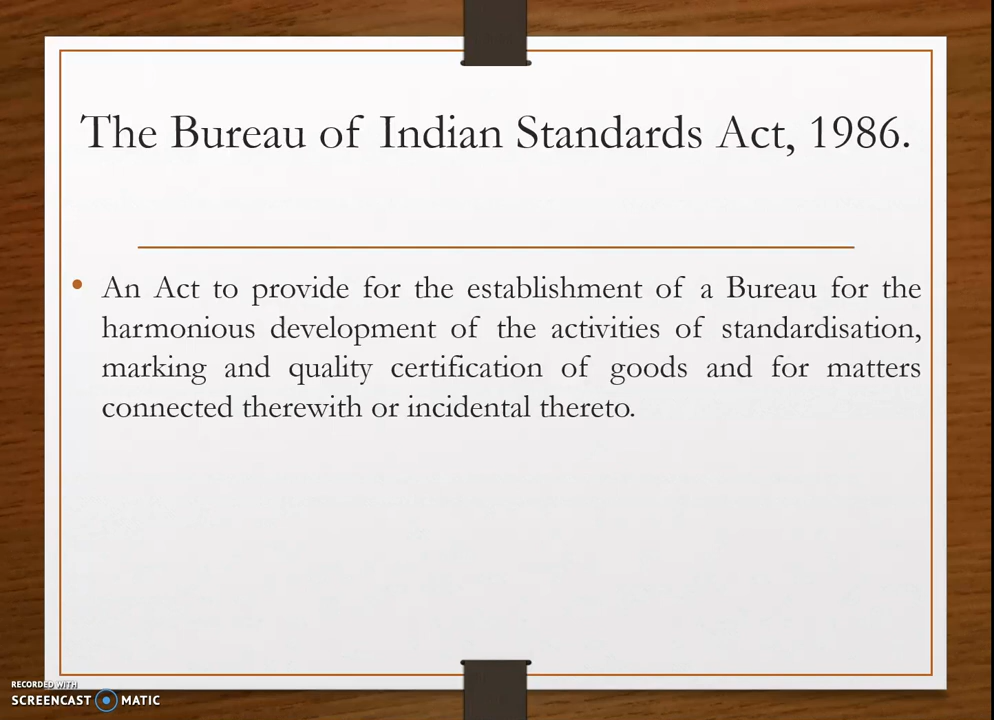 The Bureau of Indian Standards Act, 1986.
• An Act to provide for the establishment of a Bureau for the
harmonious development of the activities of standardisation,
marking and quality certification of goods and for matters
connected therewith or incidental thereto.
RECORDED WITH
SCREENCAST MATIC